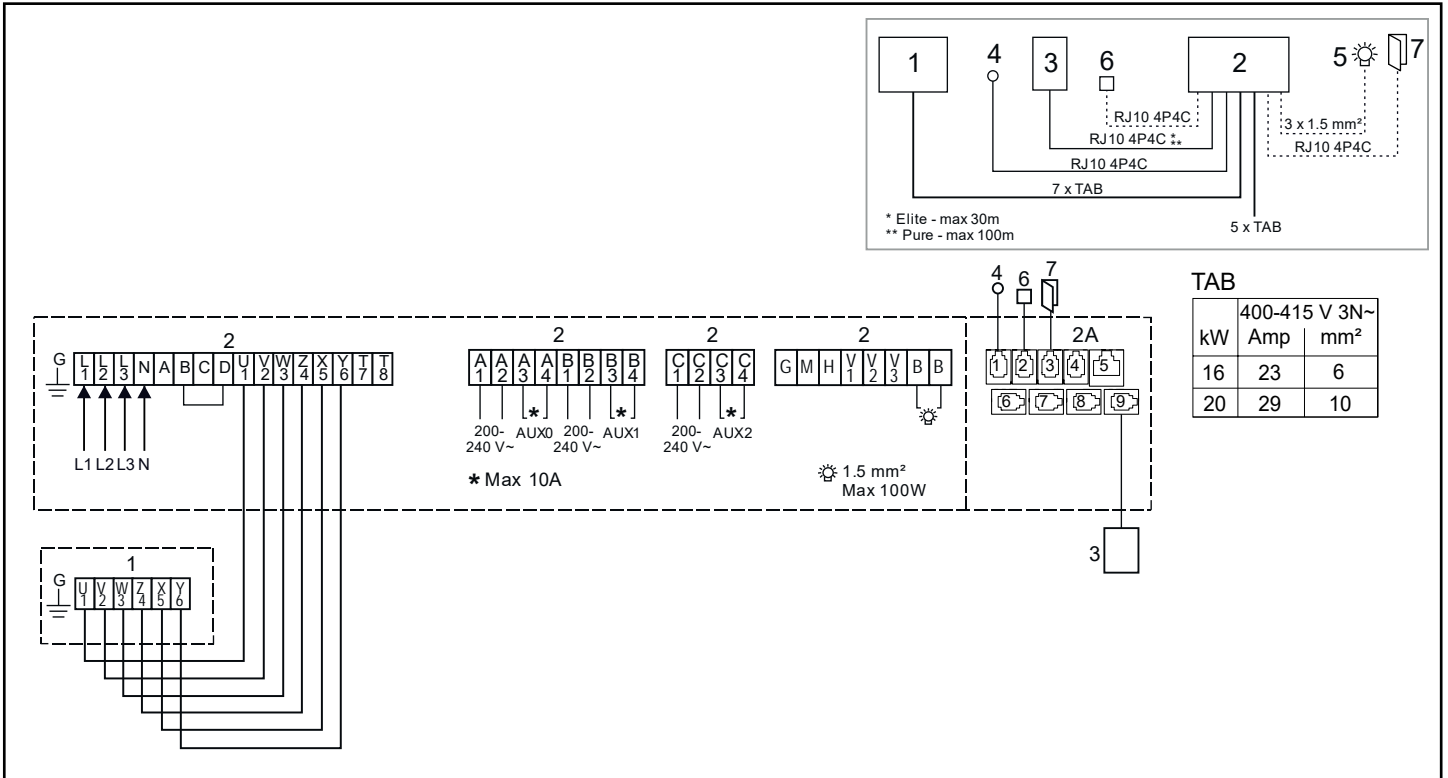 1 4 3 6 2 5 7
RJ10 4P4C
3 x 1.5 mm²
RJ10 4P4C * **
RJ10 4P4C
RJ10 4P4C
7 x TAB
* Elite - max 30m
** Pure - max 100m
5 x TAB
4 6 7
TAB
400-415 V 3N~
kW Amp mm²
16 23 6
20 29 10
2 2 2 2 2A
G L1 L2 L3 N A B C D U1 V2 W3 Z4 X5 Y6 T7 T8
A1 A2 A3 A4 B1 B2 B3 B4
C1 C2 C3 C4
G M H V1 V2 V3 B B
1 2 3 4 5
6 7 8 9
* * *
200-240 V~ AUX0 200-240 V~ AUX1 200-240 V~ AUX2
L1 L2 L3 N
* Max 10A
1.5 mm²
Max 100W
3
1
G U1 V2 W3 Z4 X5 Y6